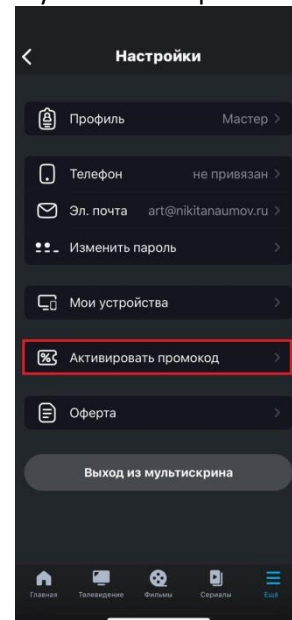 Настройки
Профиль Мастер
Телефон не привязан
Эл. почта art@nikitanaumov.ru
Изменить пароль
Мои устройства
Активировать промокод
Оферта
Выход из мультискрина
Главная Телевидение Фильмы Сериалы Ещё